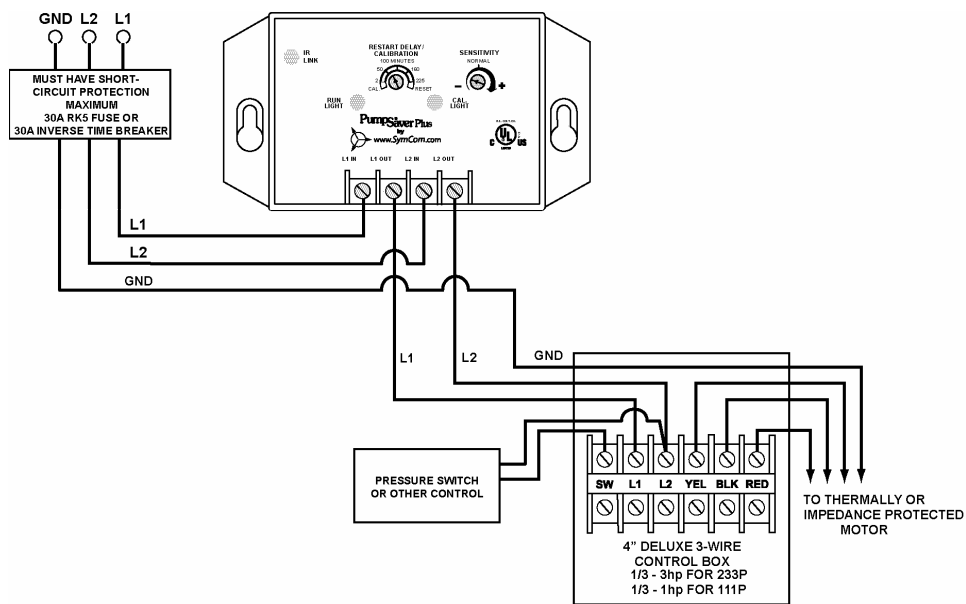 GND L2 L1
MUST HAVE SHORT-
CIRCUIT PROTECTION
MAXIMUM
30A RK5 FUSE OR
30A INVERSE TIME BREAKER
IR
LINK
RESTART DELAY/
CALIBRATION
100 MINUTES
50 160
2 225
CAL RESET
SENSITIVITY
NORMAL
- +
RUN
LIGHT
CAL.
LIGHT
PumpSaver Plus
by
www.SymCom.com
C UL US
LISTED
L1 IN L1 OUT L2 IN L2 OUT
L1
L2
GND
L1 L2 GND
PRESSURE SWITCH
OR OTHER CONTROL
SW L1 L2 YEL BLK RED
TO THERMALLY OR
IMPEDANCE PROTECTED
MOTOR
4” DELUXE 3-WIRE
CONTROL BOX
1/3 - 3hp FOR 233P
1/3 - 1hp FOR 111P